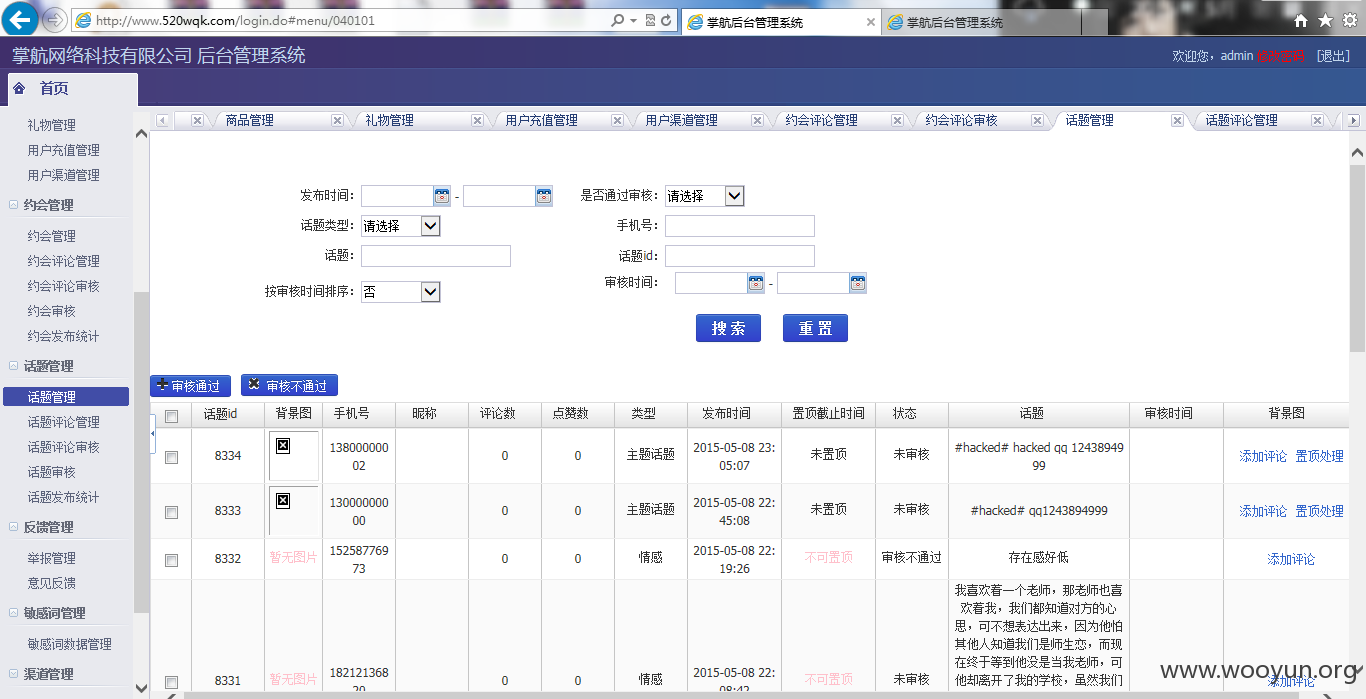 http://www.520wqk.com/login.do#menu/040101
掌航后台管理系统
掌航后台管理系统
掌航网络科技有限公司 后台管理系统
欢迎您，admin
[退出]
首页
商品管理
礼物管理
用户充值管理
用户渠道管理
约会评论管理
约会评论审核
话题管理
话题评论管理
礼物管理
用户充值管理
用户渠道管理
约会管理
约会管理
约会评论管理
约会评论审核
约会审核
约会发布统计
话题管理
话题管理
话题评论管理
话题评论审核
话题审核
话题发布统计
反馈管理
举报管理
意见反馈
敏感词管理
敏感词数据管理
渠道管理
发布时间： - 是否通过审核： 请选择
话题类型： 请选择 手机号：
话题： 话题id：
按审核时间排序： 否 审核时间： -
搜索 重置
审核通过 审核不通过
话题id 背景图 手机号 昵称 评论数 点赞数 类型 发布时间 置顶截止时间 状态 话题 审核时间 背景图
8334 13800000002 0 0 主题话题 2015-05-08 23:05:07 未置顶 未审核 #hacked# hacked qq 1243894999 添加评论 置顶处理
8333 13000000000 0 0 主题话题 2015-05-08 22:45:08 未置顶 未审核 #hacked# qq1243894999 添加评论 置顶处理
8332 暂无图片 15258776973 0 0 情感 2015-05-08 22:19:26 不可置顶 审核不通过 存在感好低 添加评论
我喜欢着一个老师，那老师也喜
欢着我，我们都知道对方的心
思，可不想表达出来，因为他怕
其他人知道我们是师生恋，而现
在终于等到他没是当我老师，可
他却离开了我的学校，虽然我们
8331 暂无图片 182121368 0 0 情感 2015-05-08 22: 不可置顶 未审核 添加评论
www.wooyun.org